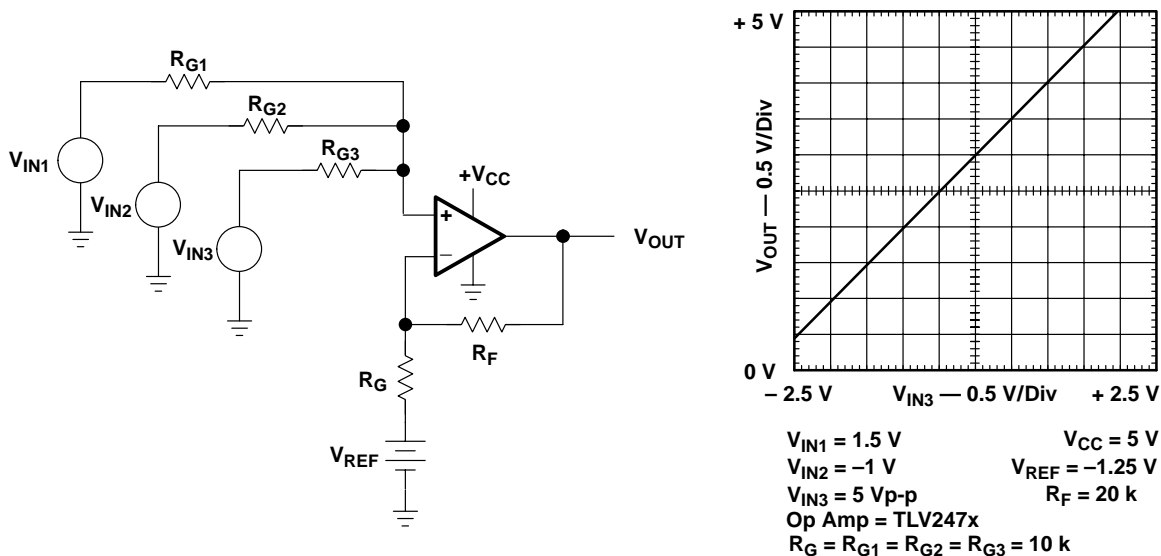 RG1
RG2
RG3
VIN1
VIN2
VIN3
+VCC
+
–
VOUT
RF
RG
VREF
+ 5 V
VOUT — 0.5 V/Div
0 V
– 2.5 V
VIN3 — 0.5 V/Div
+ 2.5 V
VIN1 = 1.5 V
VCC = 5 V
VIN2 = –1 V
VREF = –1.25 V
VIN3 = 5 Vp-p
RF = 20 k
Op Amp = TLV247x
RG = RG1 = RG2 = RG3 = 10 k